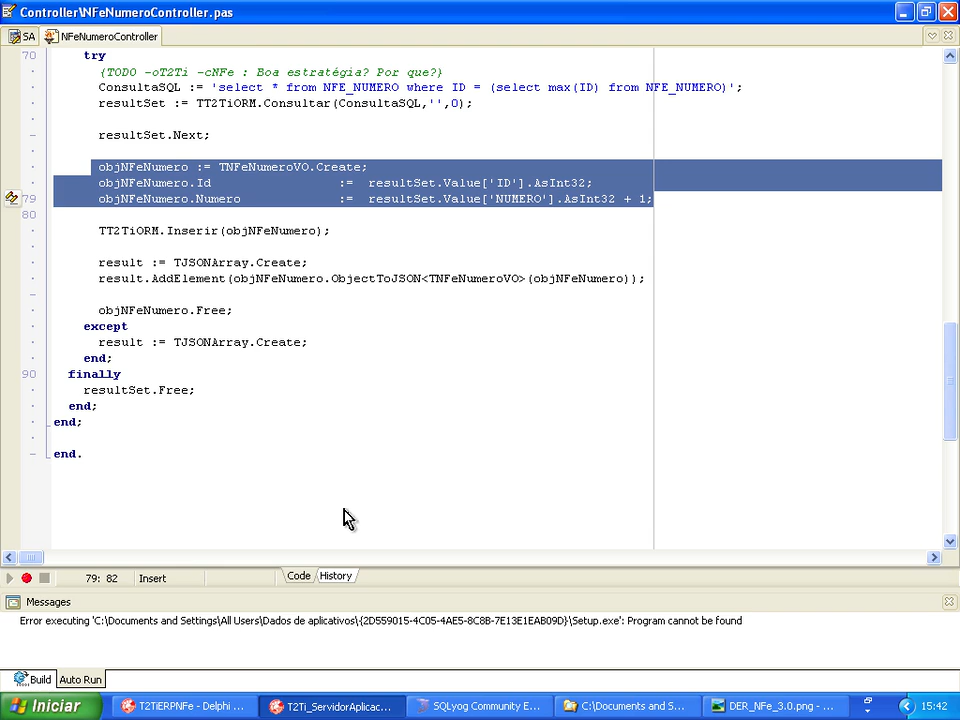 Controller\NFeNumeroController.pas
SA
NFeNumeroController
70 try
{TODO -oT2Ti -cNFe : Boa estratégia? Por que?}
ConsultaSQL := 'select * from NFE_NUMERO where ID = (select max(ID) from NFE_NUMERO)';
resultSet := TT2TiORM.Consultar(ConsultaSQL,'',0);
resultSet.Next;
objNFeNumero := TNFeNumeroVO.Create;
objNFeNumero.Id := resultSet.Value['ID'].AsInt32;
79 objNFeNumero.Numero := resultSet.Value['NUMERO'].AsInt32 + 1;
80
TT2TiORM.Inserir(objNFeNumero);
result := TJSONArray.Create;
result.AddElement(objNFeNumero.ObjectToJSON<TNFeNumeroVO>(objNFeNumero));
objNFeNumero.Free;
except
result := TJSONArray.Create;
end;
90 finally
resultSet.Free;
end;
end;
end.
79: 82 Insert Code History
Messages
Error executing 'C:\Documents and Settings\All Users\Dados de aplicativos\{2D559015-4C05-4AE5-8C8B-7E13E1EAB09D}\Setup.exe': Program cannot be found
Build Auto Run
Iniciar T2TiERPNFe - Delphi ... T2Ti_ServidorAplicac... SQLyog Community E... C:\Documents and S... DER_NFe_3.0.png - ... 15:42